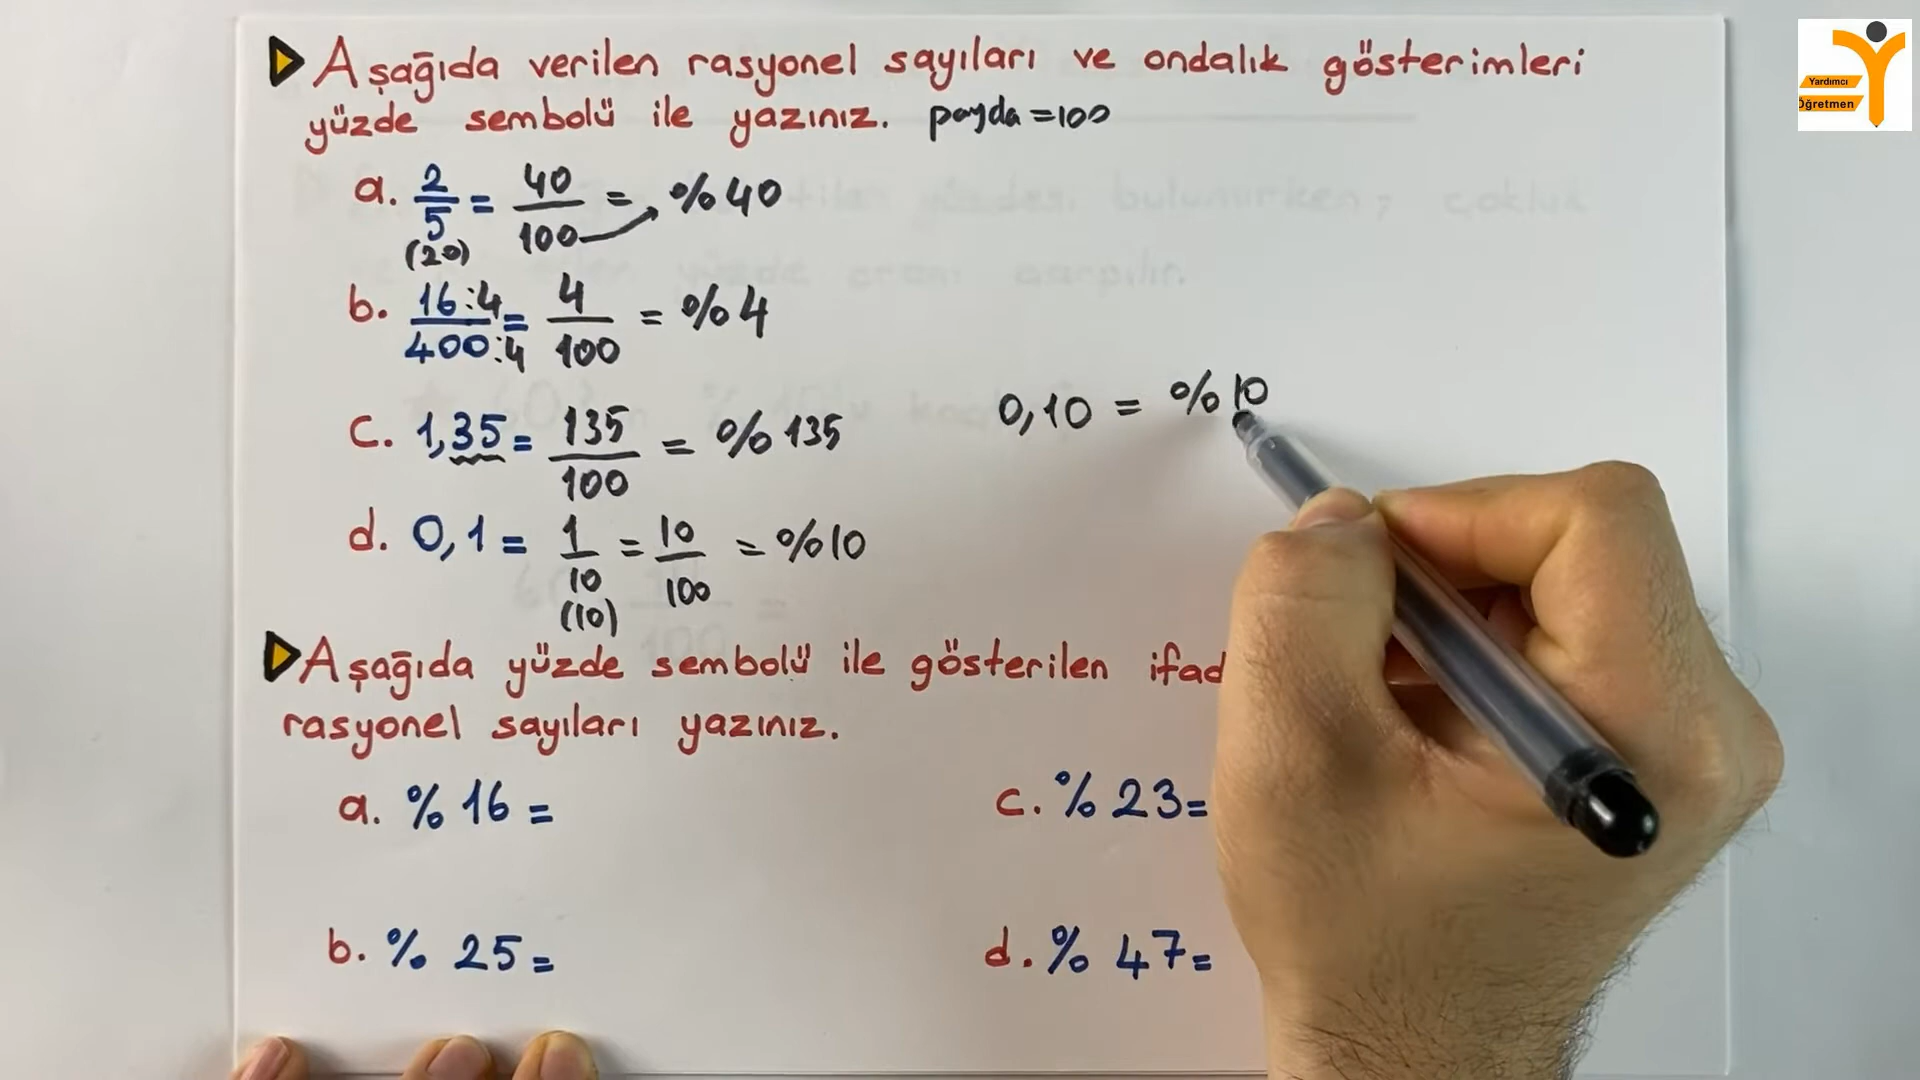 Aşağıda verilen rasyonel sayıları ve ondalık gösterimleri
yüzde sembolü ile yazınız. payda = 100
a. 2/5 (20) = 40/100 = %40
b. 16:4/400:4 = 4/100 = %4
c. 1,35 = 135/100 = %135
0,10 = %10
d. 0,1 = 1/10 (10) = 10/100 = %10
Aşağıda yüzde sembolü ile gösterilen
rasyonel sayıları yazınız.
a. % 16 =
c. % 23 =
b. % 25 =
d. % 47 =
Yardımcı
Öğretmen